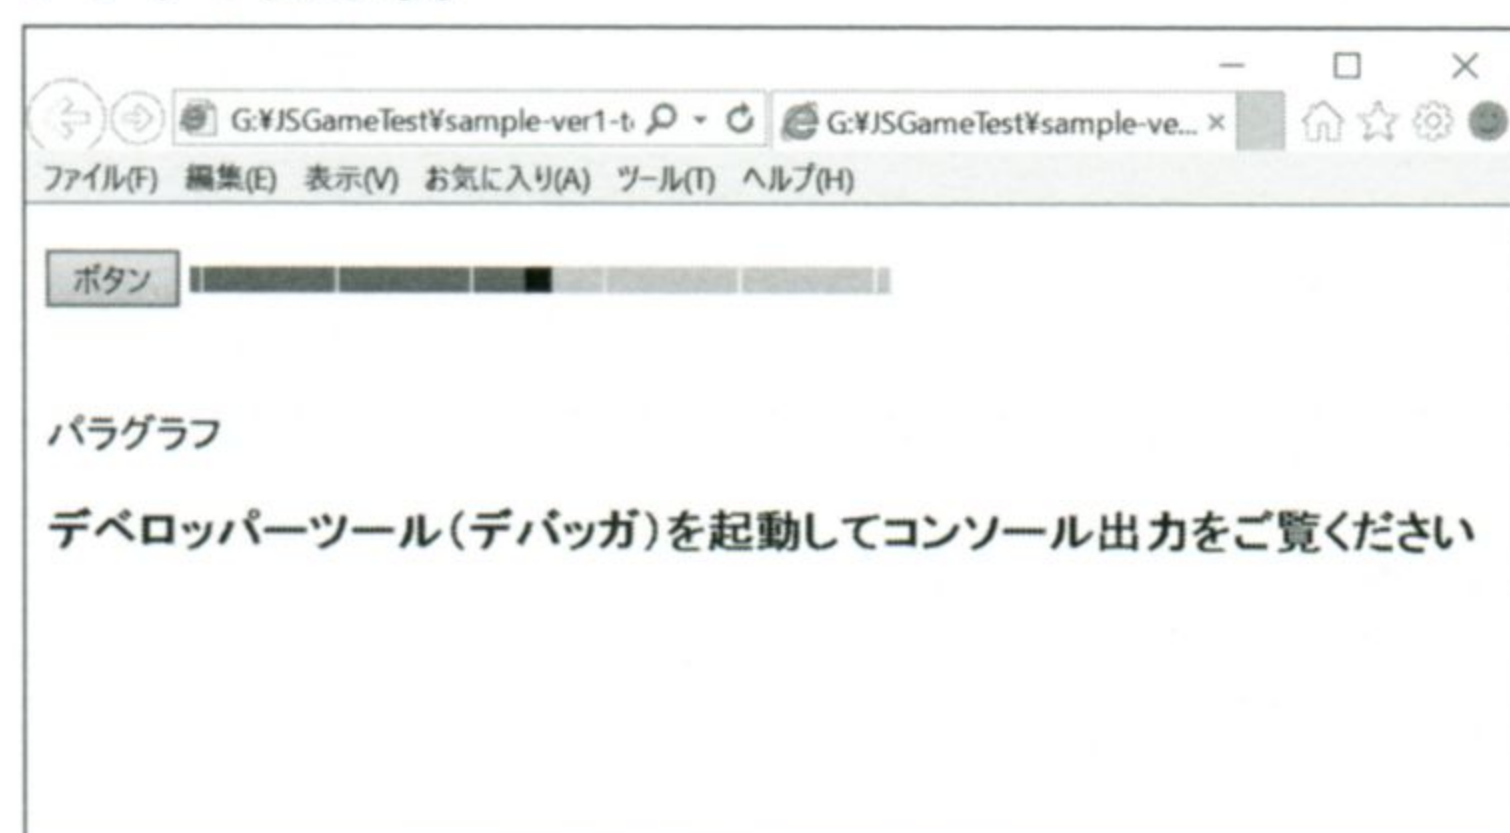 G:¥JSGameTest¥sample-ver1-t
G:¥JSGameTest¥sample-ve... ×
ファイル(F) 編集(E) 表示(V) お気に入り(A) ツール(T) ヘルプ(H)
ボタン
パラグラフ
デベロッパーツール(デバッガ)を起動してコンソール出力をご覧ください